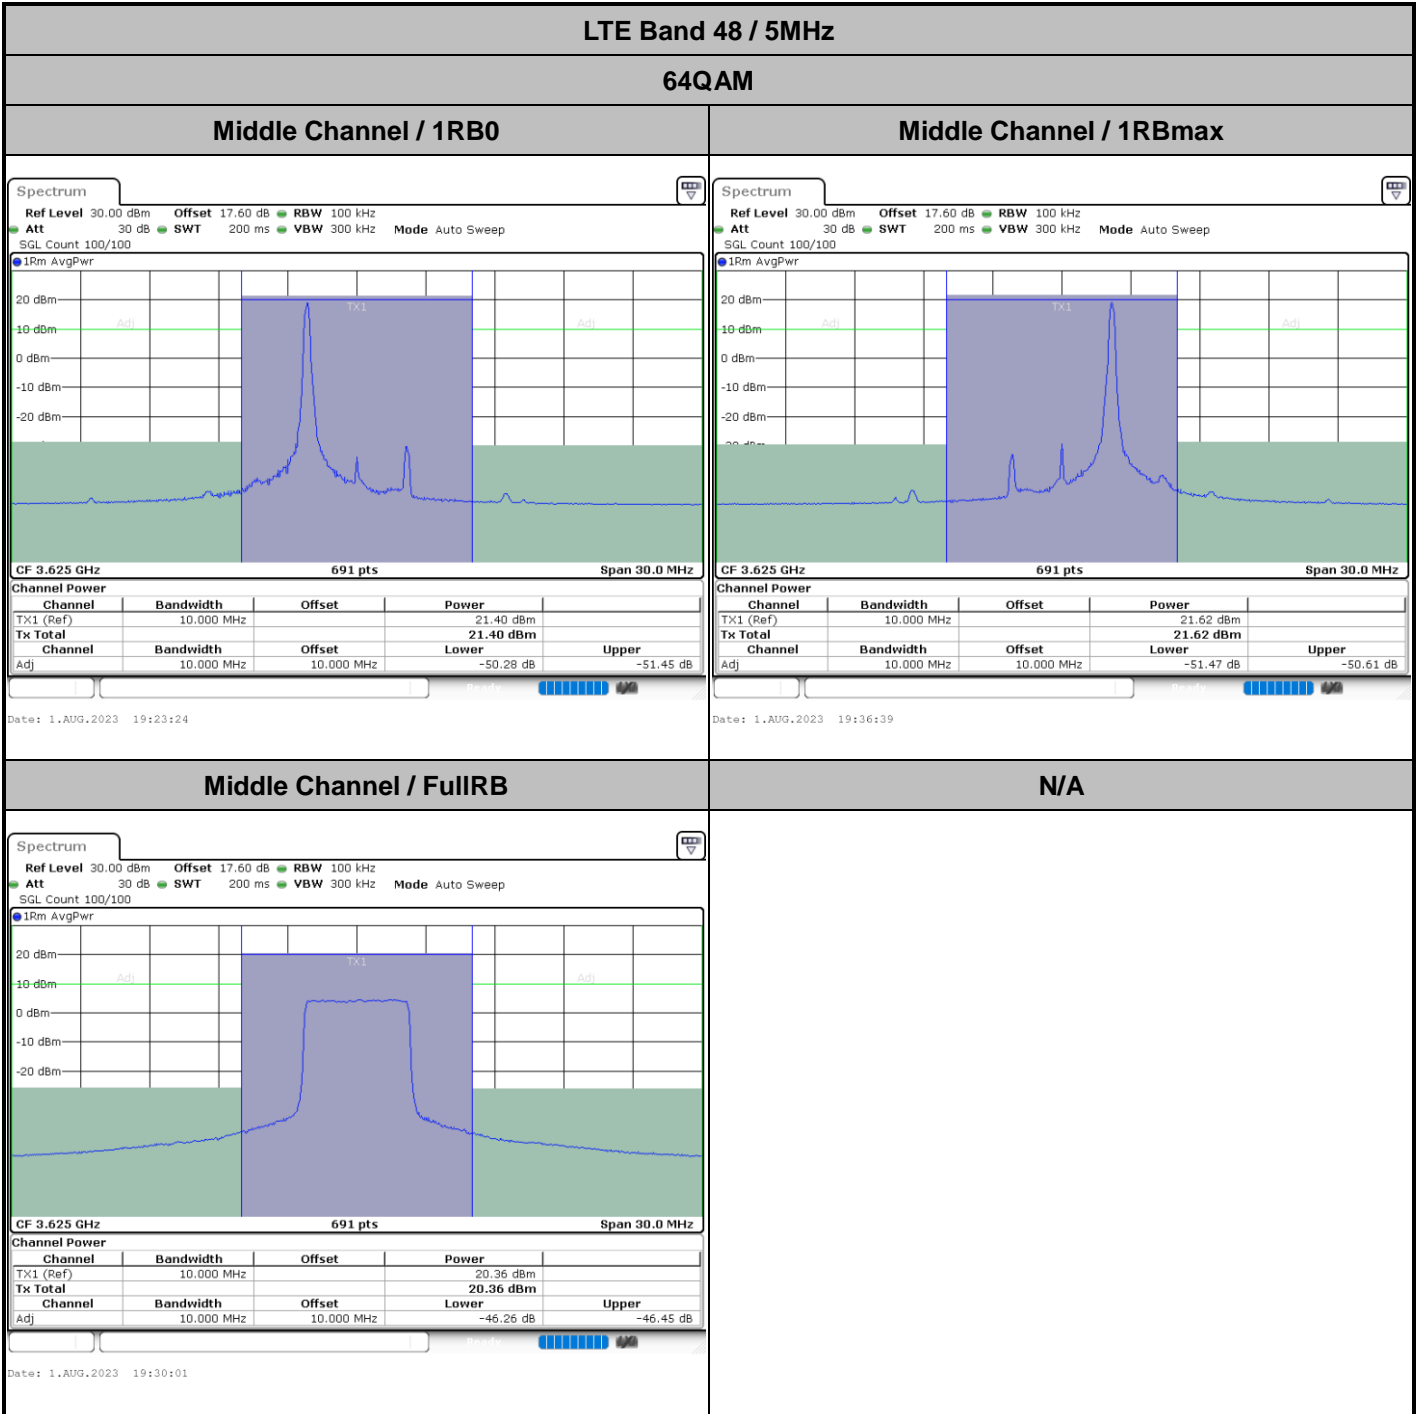 LTE Band 48 / 5MHz
64QAM
Middle Channel / 1RB0
Middle Channel / 1RBmax
Spectrum
Ref Level 30.00 dBm Offset 17.60 dB RBW 100 kHz
Att 30 dB SWT 200 ms VBW 300 kHz Mode Auto Sweep
SGL Count 100/100
1Rm AvgPwr
TX1
20 dBm
Adj
Adj
10 dBm
0 dBm
-10 dBm
-20 dBm
CF 3.625 GHz 691 pts Span 30.0 MHz
Channel Power
Channel Bandwidth Offset Power
TX1 (Ref) 10.000 MHz 21.40 dBm
Tx Total 21.40 dBm
Channel Bandwidth Offset Lower Upper
Adj 10.000 MHz 10.000 MHz -50.28 dB -51.45 dB
Ready
Date: 1.AUG.2023 19:23:24
Spectrum
Ref Level 30.00 dBm Offset 17.60 dB RBW 100 kHz
Att 30 dB SWT 200 ms VBW 300 kHz Mode Auto Sweep
SGL Count 100/100
1Rm AvgPwr
20 dBm
TX1
Adj
Adj
10 dBm
0 dBm
-10 dBm
-20 dBm
CF 3.625 GHz 691 pts Span 30.0 MHz
Channel Power
Channel Bandwidth Offset Power
TX1 (Ref) 10.000 MHz 21.62 dBm
Tx Total 21.62 dBm
Channel Bandwidth Offset Lower Upper
Adj 10.000 MHz 10.000 MHz -51.47 dB -50.61 dB
Ready
Date: 1.AUG.2023 19:36:39
Middle Channel / FullRB
N/A
Spectrum
Ref Level 30.00 dBm Offset 17.60 dB RBW 100 kHz
Att 30 dB SWT 200 ms VBW 300 kHz Mode Auto Sweep
SGL Count 100/100
1Rm AvgPwr
20 dBm
TX1
Adj
Adj
10 dBm
0 dBm
-10 dBm
-20 dBm
CF 3.625 GHz 691 pts Span 30.0 MHz
Channel Power
Channel Bandwidth Offset Power
TX1 (Ref) 10.000 MHz 20.36 dBm
Tx Total 20.36 dBm
Channel Bandwidth Offset Lower Upper
Adj 10.000 MHz 10.000 MHz -46.26 dB -46.45 dB
Ready
Date: 1.AUG.2023 19:30:01